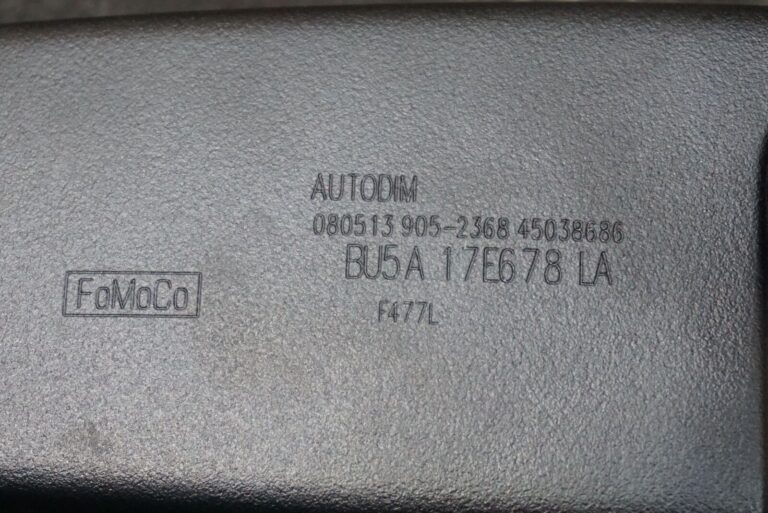 AUTODIM
080513 905-2368 45038686
BU5A 17E678 LA
FoMoCo
F477L